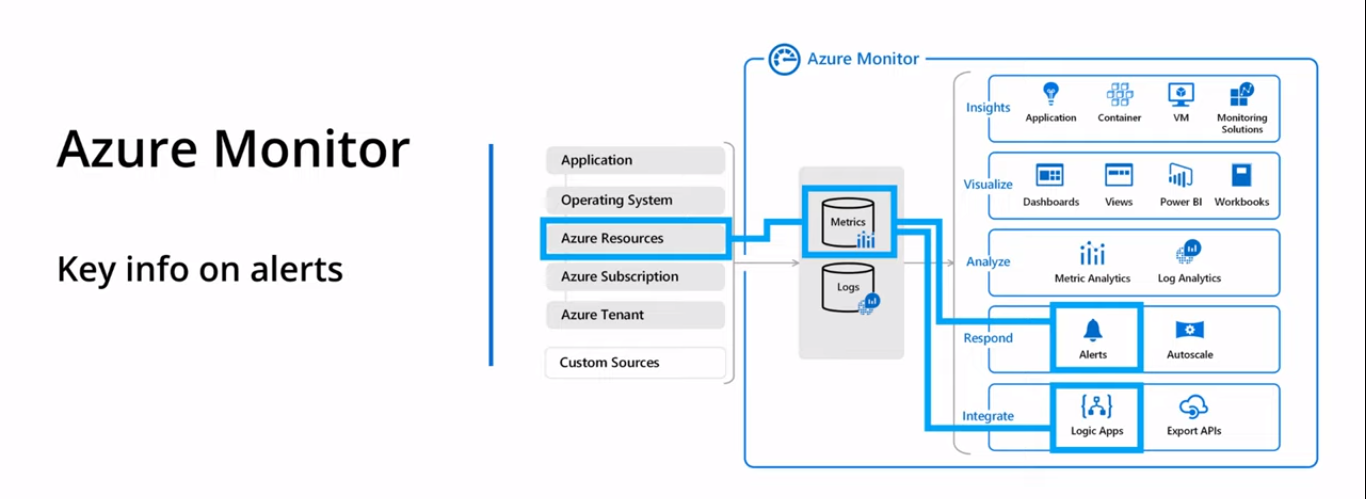 Azure Monitor
Key info on alerts
Application
Operating System
Azure Resources
Azure Subscription
Azure Tenant
Custom Sources
Azure Monitor
Metrics
Logs
Insights
Application
Container
VM
Monitoring
Solutions
Visualize
Dashboards
Views
Power BI
Workbooks
Analyze
Metric Analytics
Log Analytics
Respond
Alerts
Autoscale
Integrate
Logic Apps
Export APIs